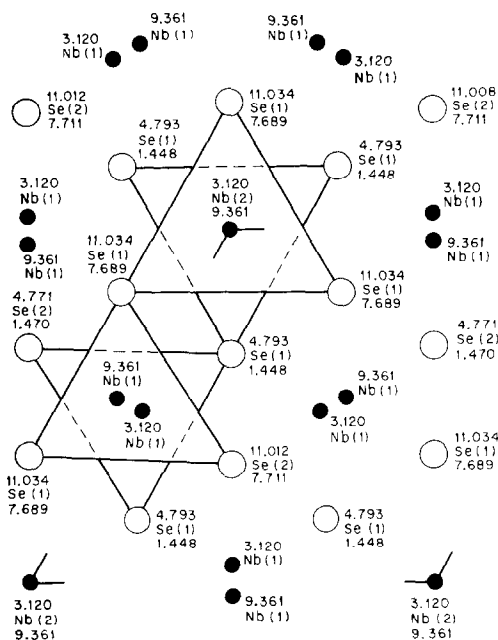 9.361
Nb(1)
3.120
Nb(1)
9.361
Nb(1)
3.120
Nb(1)
11.012
Se(2)
7.711
11.034
Se(1)
7.689
11.008
Se(2)
7.711
4.793
Se(1)
1.448
4.793
Se(1)
1.448
3.120
Nb(2)
9.361
3.120
Nb(1)
9.361
Nb(1)
3.120
Nb(1)
9.361
Nb(1)
11.034
Se(1)
7.689
11.034
Se(1)
7.689
4.771
Se(2)
1.470
4.793
Se(1)
1.448
4.771
Se(2)
1.470
9.361
Nb(1)
3.120
Nb(1)
9.361
Nb(1)
3.120
Nb(1)
11.034
Se(1)
7.689
11.012
Se(2)
7.711
11.034
Se(1)
7.689
4.793
Se(1)
1.448
4.793
Se(1)
1.448
3.120
Nb(1)
9.361
Nb(1)
3.120
Nb(2)
9.361
3.120
Nb(2)
9.361